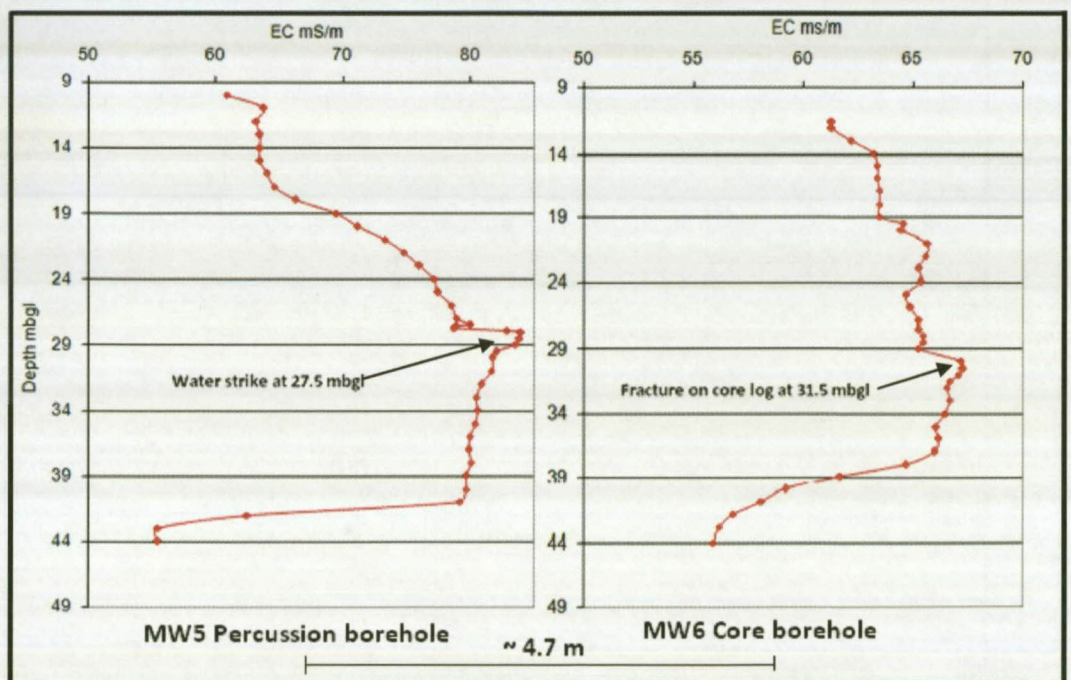 EC mS/m
50 60 70 80
9
14
19
24
29
34
39
44
49
Depth mbgl
Water strike at 27.5 mbgl
MW5 Percussion borehole
EC ms/m
50 55 60 65 70
9
14
19
24
29
34
39
44
49
Fracture on core log at 31.5 mbgl
MW6 Core borehole
~ 4.7 m